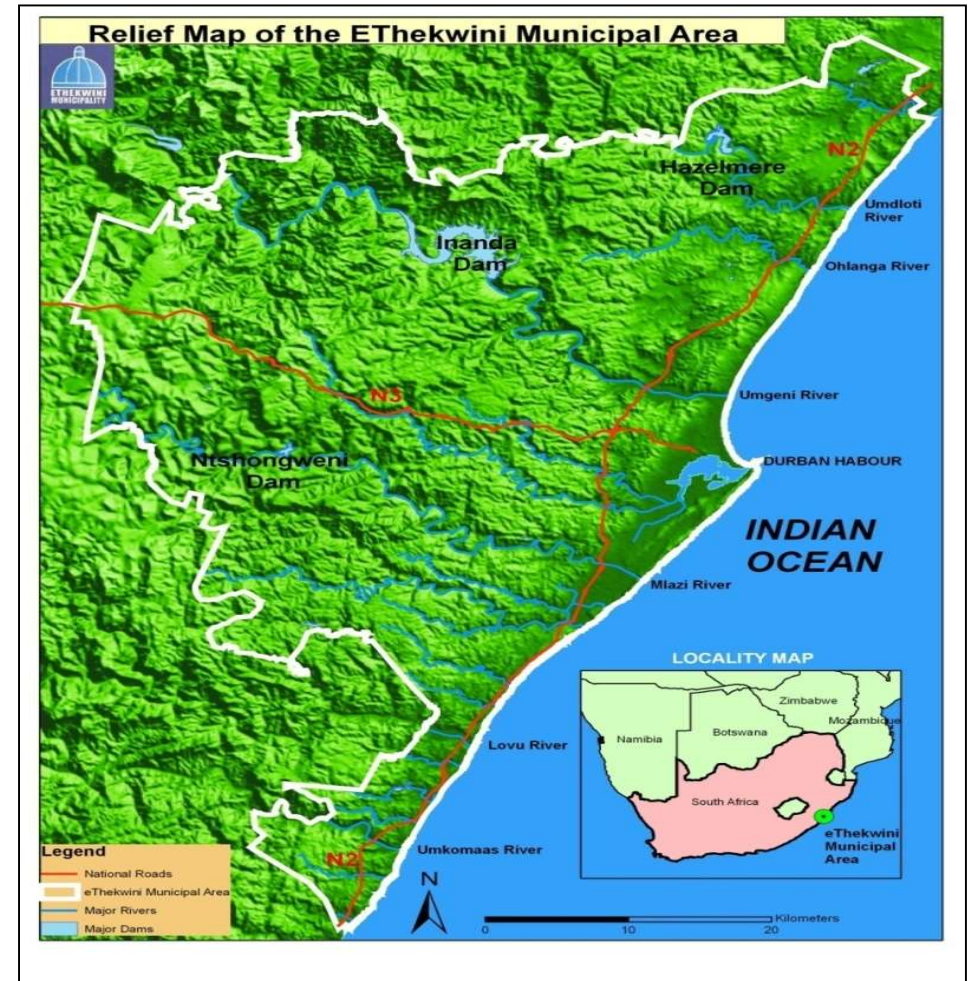 Relief Map of the EThekwini Municipal Area
ETHEKWINI
MUNICIPALITY
N2
Hazelmere
Dam
Umdloti
River
Inanda
Dam
Ohlanga River
N3
Umgeni River
Ntshongweni
Dam
DURBAN HABOUR
INDIAN
OCEAN
Mlazi River
LOCALITY MAP
Zimbabwe
Mozambique
Namibia
Botswana
South Africa
eThekwini
Municipal
Area
Lovu River
Umkomaas River
N2
Legend
National Roads
eThekwini Municipal Area
Major Rivers
Major Dams
N
Kilometers
0 10 20